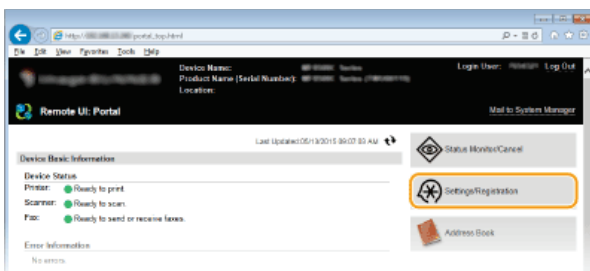 http://
portal_top.html
File Edit View Favorites Tools Help
Device Name: Series
Product Name (Serial Number): Series
Location:
Login User: Log Out
Remote UI: Portal
Mail to System Manager
Last Updated:05/13/2015 09:07:03 AM
Device Basic Information
Device Status
Printer: Ready to print.
Scanner: Ready to scan.
Fax: Ready to send or receive faxes.
Error Information
No errors.
Status Monitor/Cancel
Settings/Registration
Address Book